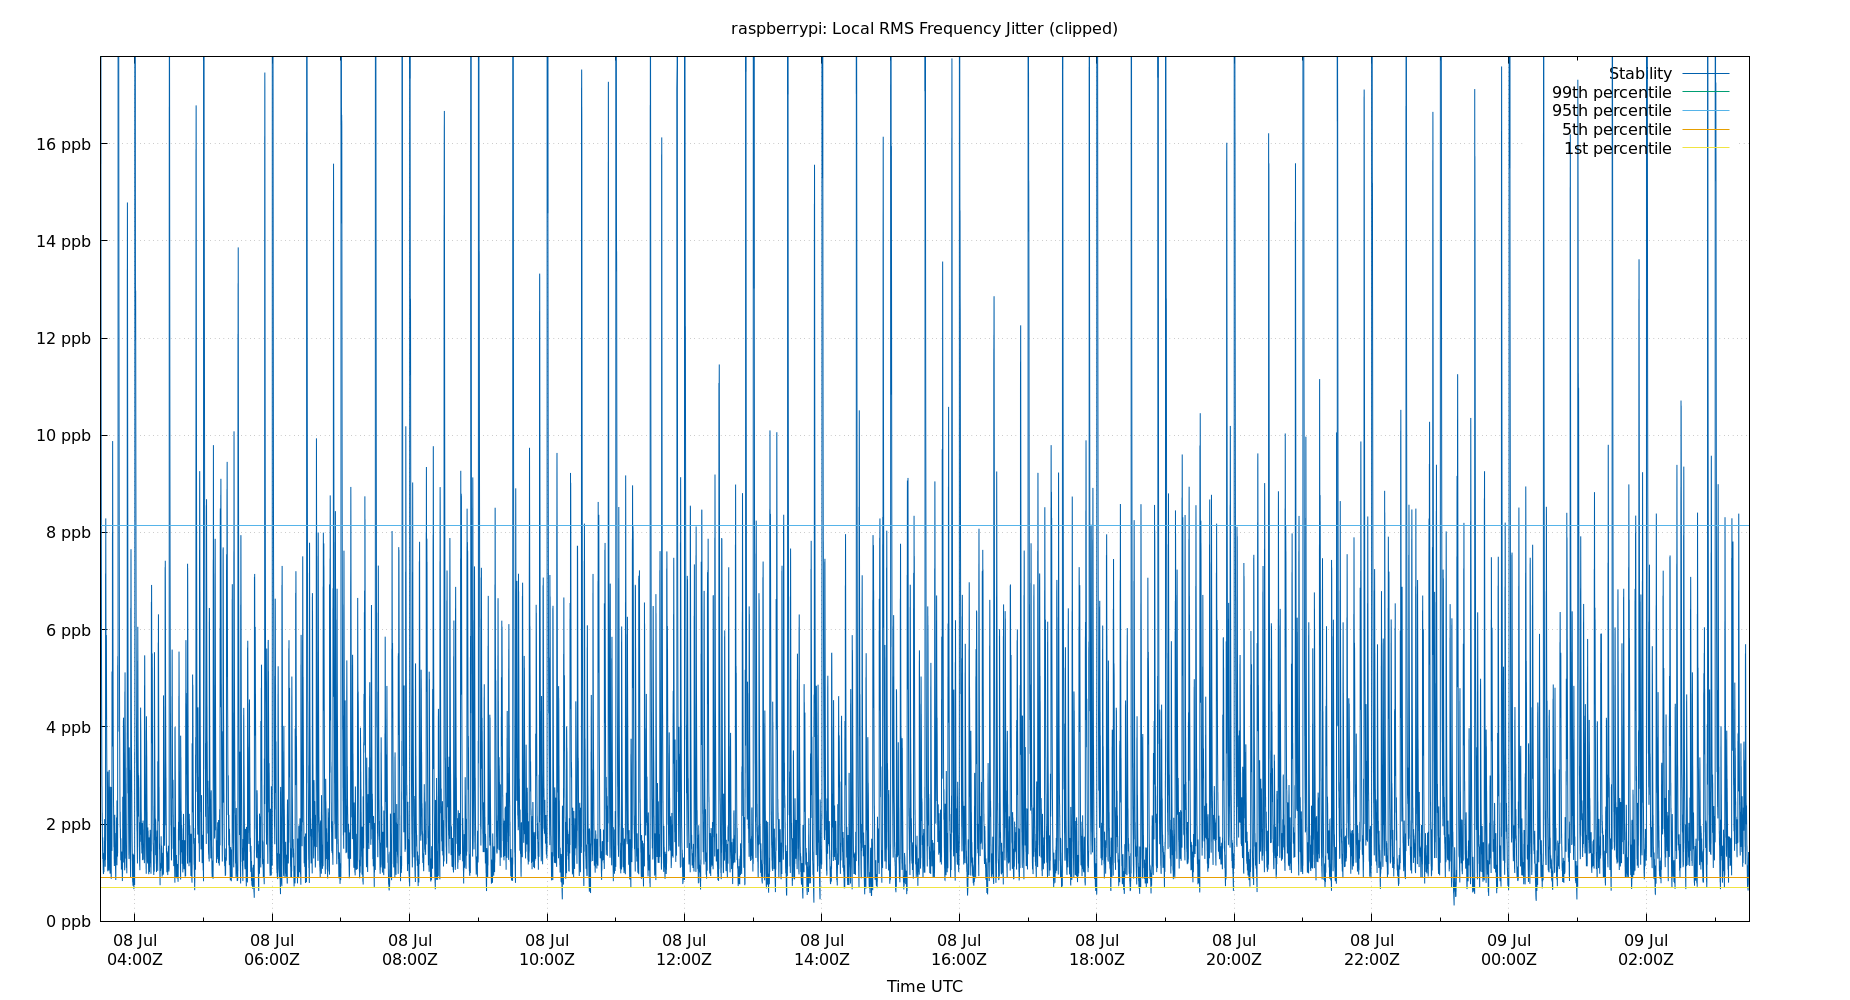 raspberrypi: Local RMS Frequency Jitter (clipped)
Stability
99th percentile
95th percentile
5th percentile
1st percentile
16 ppb
14 ppb
12 ppb
10 ppb
8 ppb
6 ppb
4 ppb
2 ppb
0 ppb
08 Jul 08 Jul 08 Jul 08 Jul 08 Jul 08 Jul 08 Jul 08 Jul 08 Jul 08 Jul 09 Jul 09 Jul
04:00Z 06:00Z 08:00Z 10:00Z 12:00Z 14:00Z 16:00Z 18:00Z 20:00Z 22:00Z 00:00Z 02:00Z
Time UTC